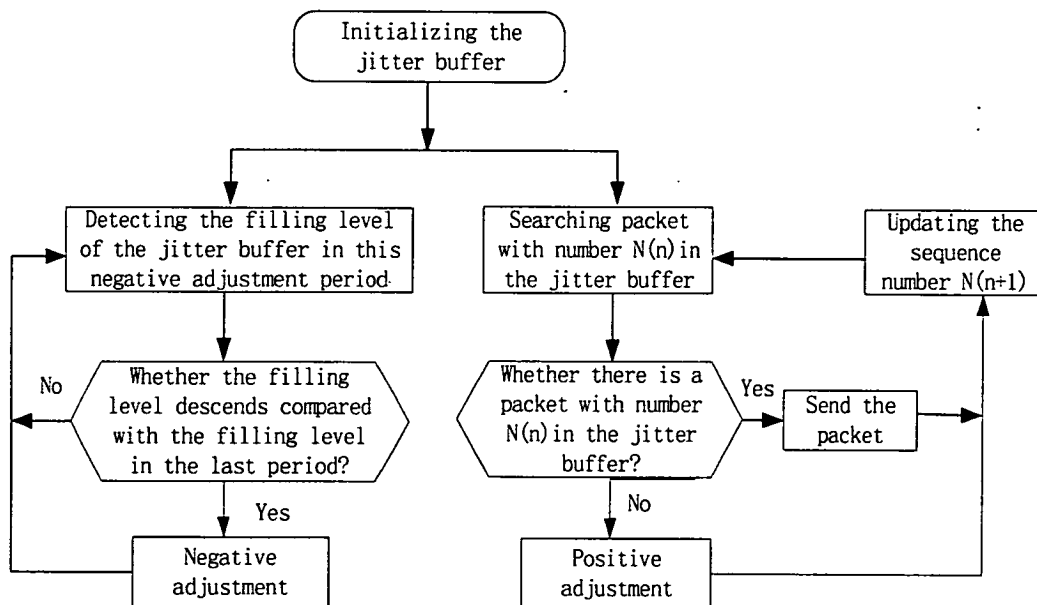 Initializing the
jitter buffer
Detecting the filling level
of the jitter buffer in this
negative adjustment period
Searching packet
with number N(n) in
the jitter buffer
Updating the
sequence
number N(n+1)
No
Whether the filling
level descends compared
with the filling level
in the last period?
Whether there is a
packet with number
N(n) in the jitter
buffer?
Yes
Send the
packet
Yes
No
Negative
adjustment
Positive
adjustment